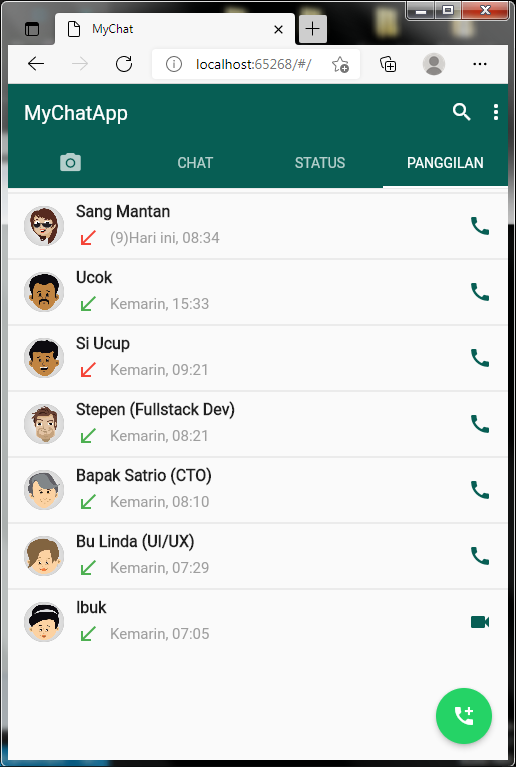 MyChat
localhost:65268/#/
MyChatApp
CHAT STATUS PANGGILAN
Sang Mantan
(9)Hari ini, 08:34
Ucok
Kemarin, 15:33
Si Ucup
Kemarin, 09:21
Stepen (Fullstack Dev)
Kemarin, 08:21
Bapak Satrio (CTO)
Kemarin, 08:10
Bu Linda (UI/UX)
Kemarin, 07:29
Ibuk
Kemarin, 07:05